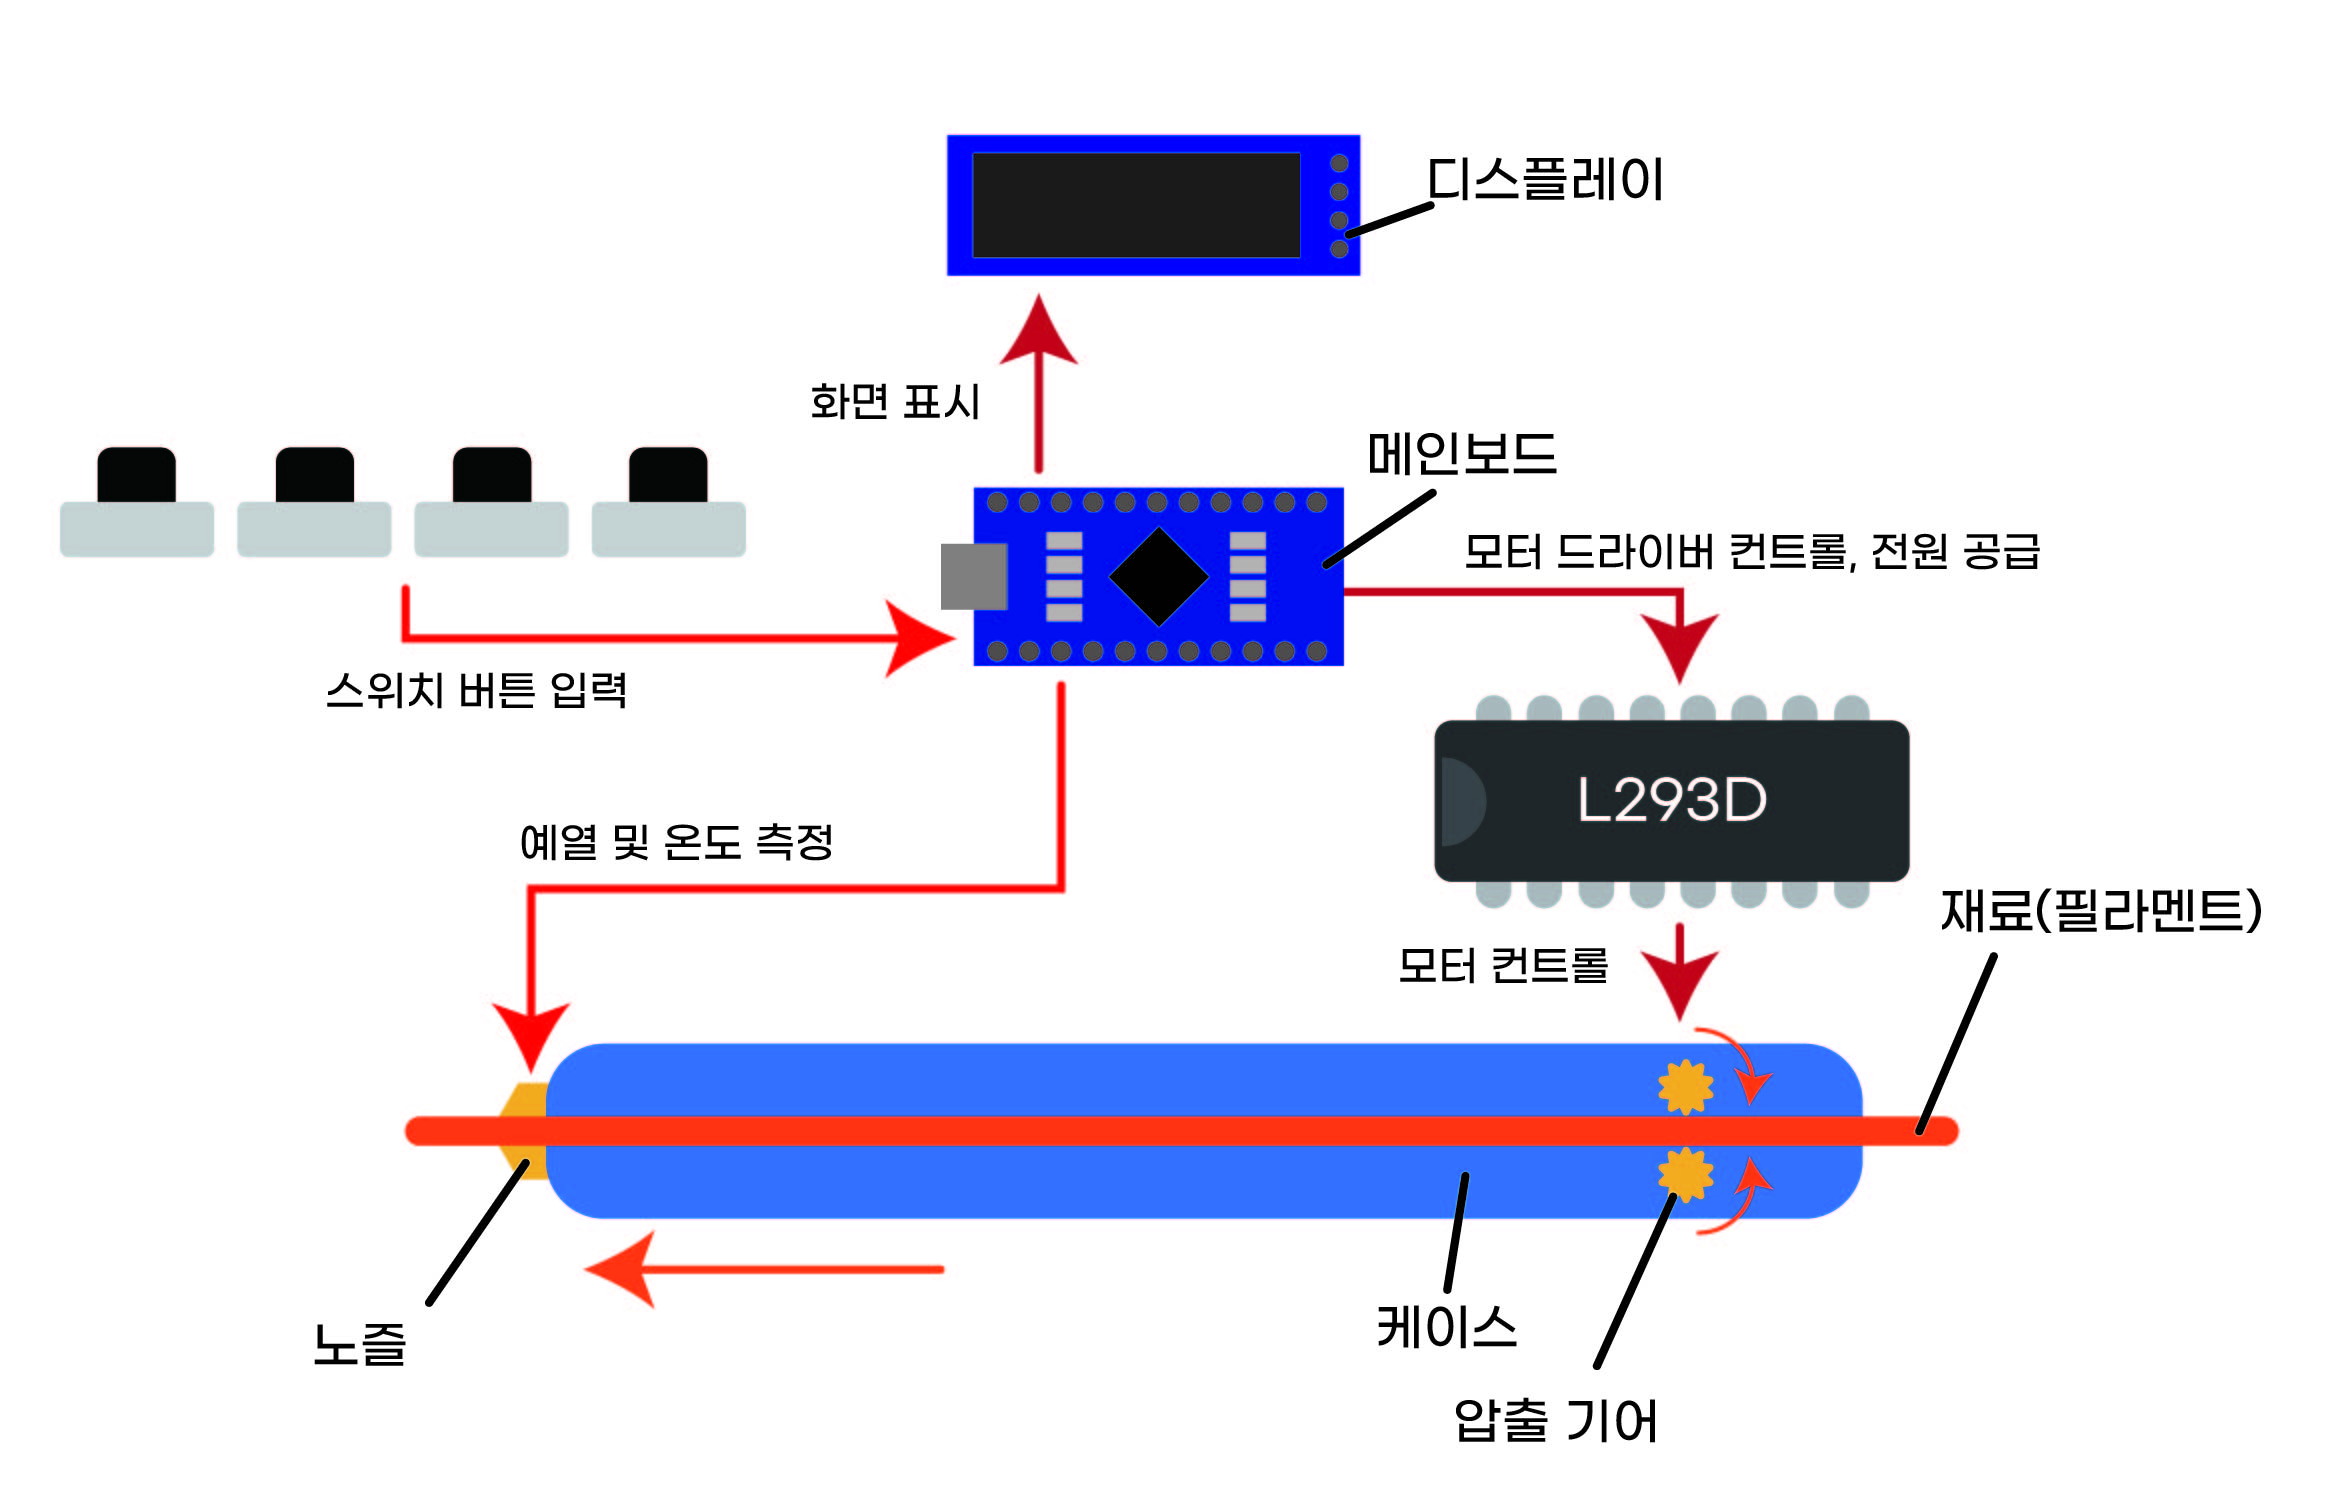 디스플레이
화면 표시
메인보드
모터 드라이버 컨트롤, 전원 공급
스위치 버튼 입력
L293D
예열 및 온도 측정
재료(필라멘트)
모터 컨트롤
노즐
케이스
압출 기어